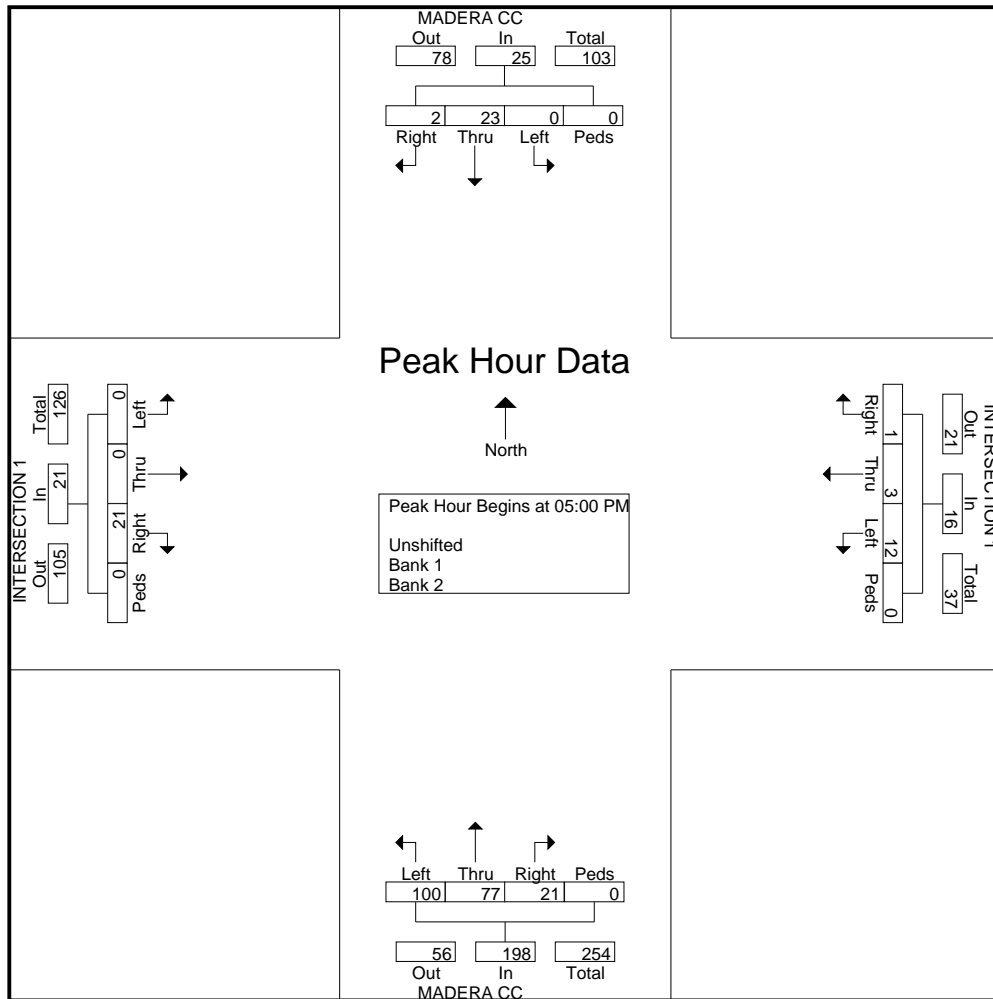 MADERA CC
Out In Total
78 25 103
2 23 0 0
Right Thru Left Peds
Peak Hour Data
North
Peak Hour Begins at 05:00 PM
Unshifted
Bank 1
Bank 2
INTERSECTION 1
Total In Out
126 21 105
0 0 21 0
Left Thru Right Peds
Right Thru Left Peds
1 3 12 0
21 16 37
Out In Total
INTERSECTION 1
Left Thru Right Peds
100 77 21 0
56 198 254
Out In Total
MADERA CC